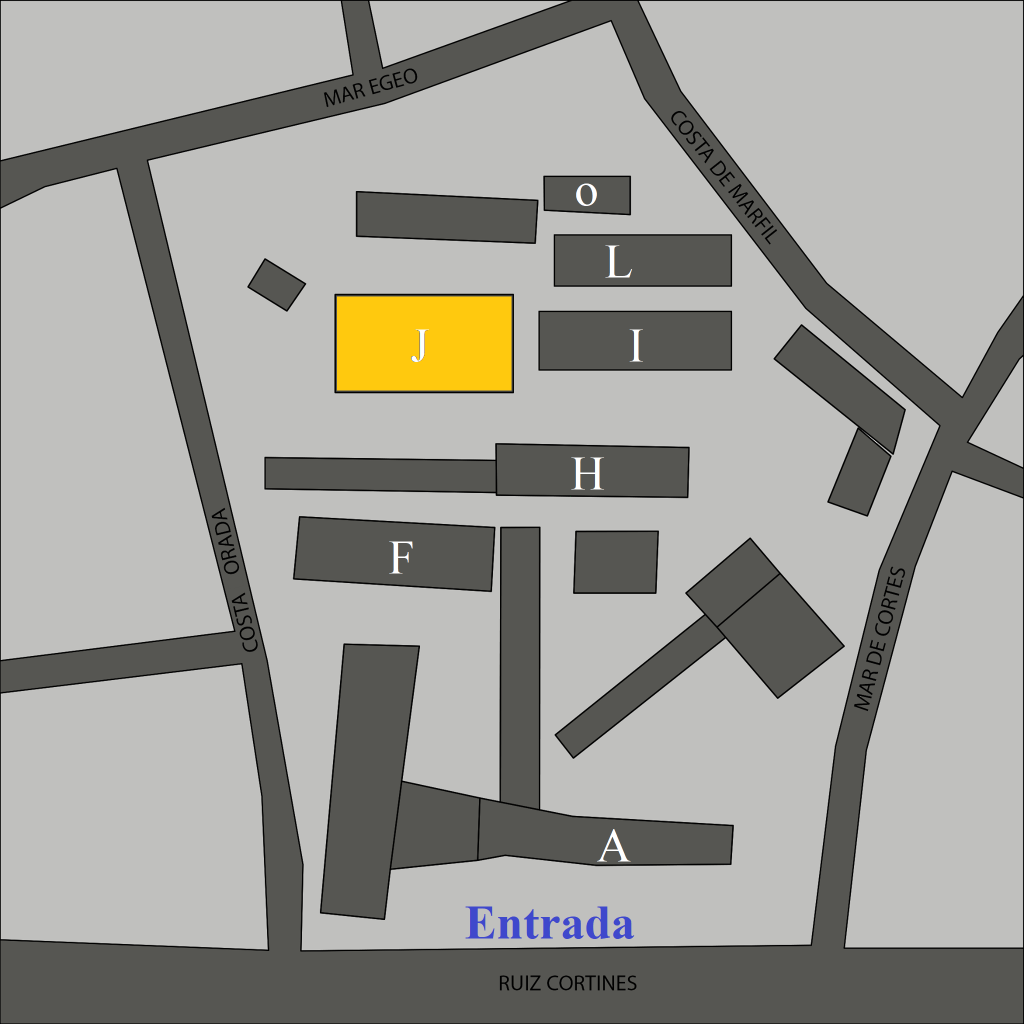 MAR EGEO
COSTA DE MARFIL
O
L
J
I
H
F
COSTA ORADA
MAR DE CORTES
A
Entrada
RUIZ CORTINES